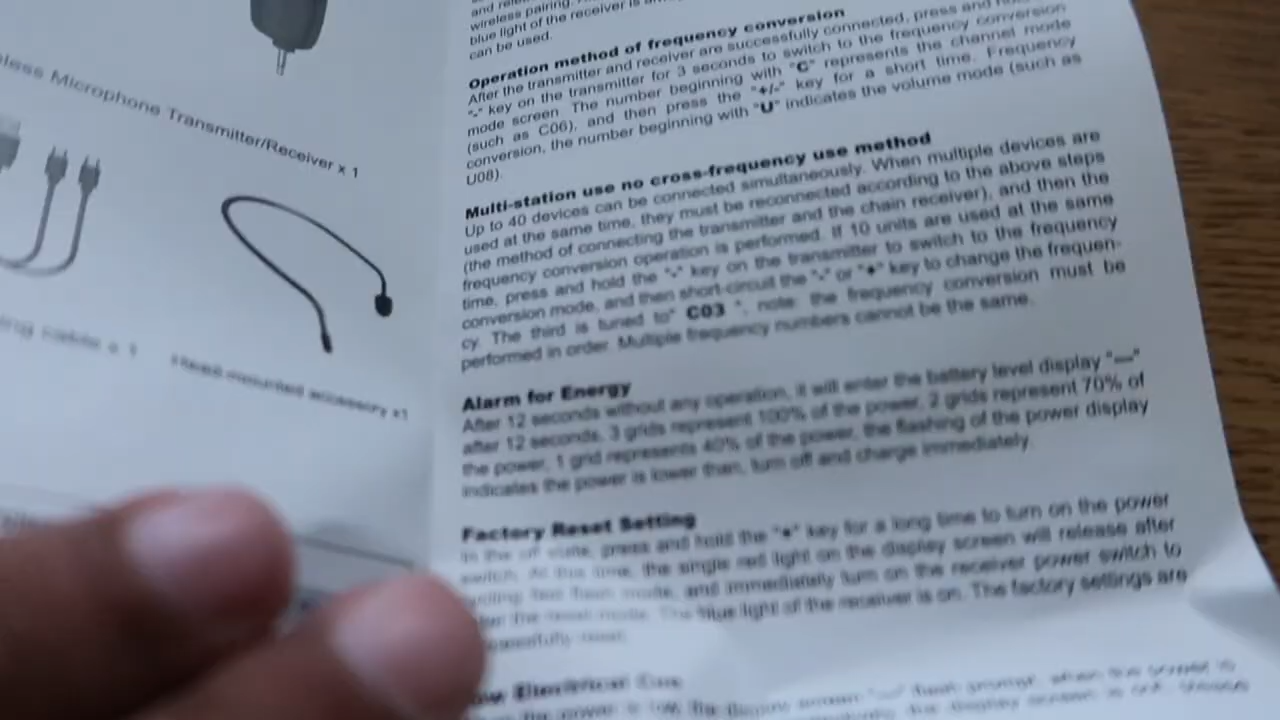 wireless pairing.
blue light of the receiver is
can be used.
Operation method of frequency conversion
After the transmitter and receiver are successfully connected, press and
"-" key on the transmitter for 3 seconds to switch to the frequency conversion
mode screen. The number beginning with "C" represents the channel mode
(such as C06), and then press the "+/-" key for a short time. Frequency
conversion, the number beginning with "U" indicates the volume mode (such as
U08).
Multi-station use no cross-frequency use method
Up to 40 devices can be connected simultaneously. When multiple devices are
used at the same time, they must be reconnected according to the above steps
(the method of connecting the transmitter and the chain receiver), and then the
frequency conversion operation is performed. If 10 units are used at the same
time, press and hold the "-" key on the transmitter to switch to the frequency
conversion mode, and then short-circuit the "-" or "+" key to change the frequen-
cy. The third is tuned to" C03 ", note: the frequency conversion must be
performed in order. Multiple frequency numbers cannot be the same.
Alarm for Energy
After 12 seconds without any operation, it will enter the battery level display "—"
after 12 seconds, 3 grids represent 100% of the power, 2 grids represent 70% of
the power, 1 grid represents 40% of the power, the flashing of the power display
indicates the power is lower than, turn off and charge immediately.
Factory Reset Setting
In the off state, press and hold the "+" key for a long time to turn on the power
switch. At this time, the single red light on the display screen will release after
mode, and immediately turn on the receiver power switch to
the reset mode. The blue light of the receiver is on. The factory settings are
Microphone Transmitter/Receiver x 1
x 1
Head-mounted accessory x1